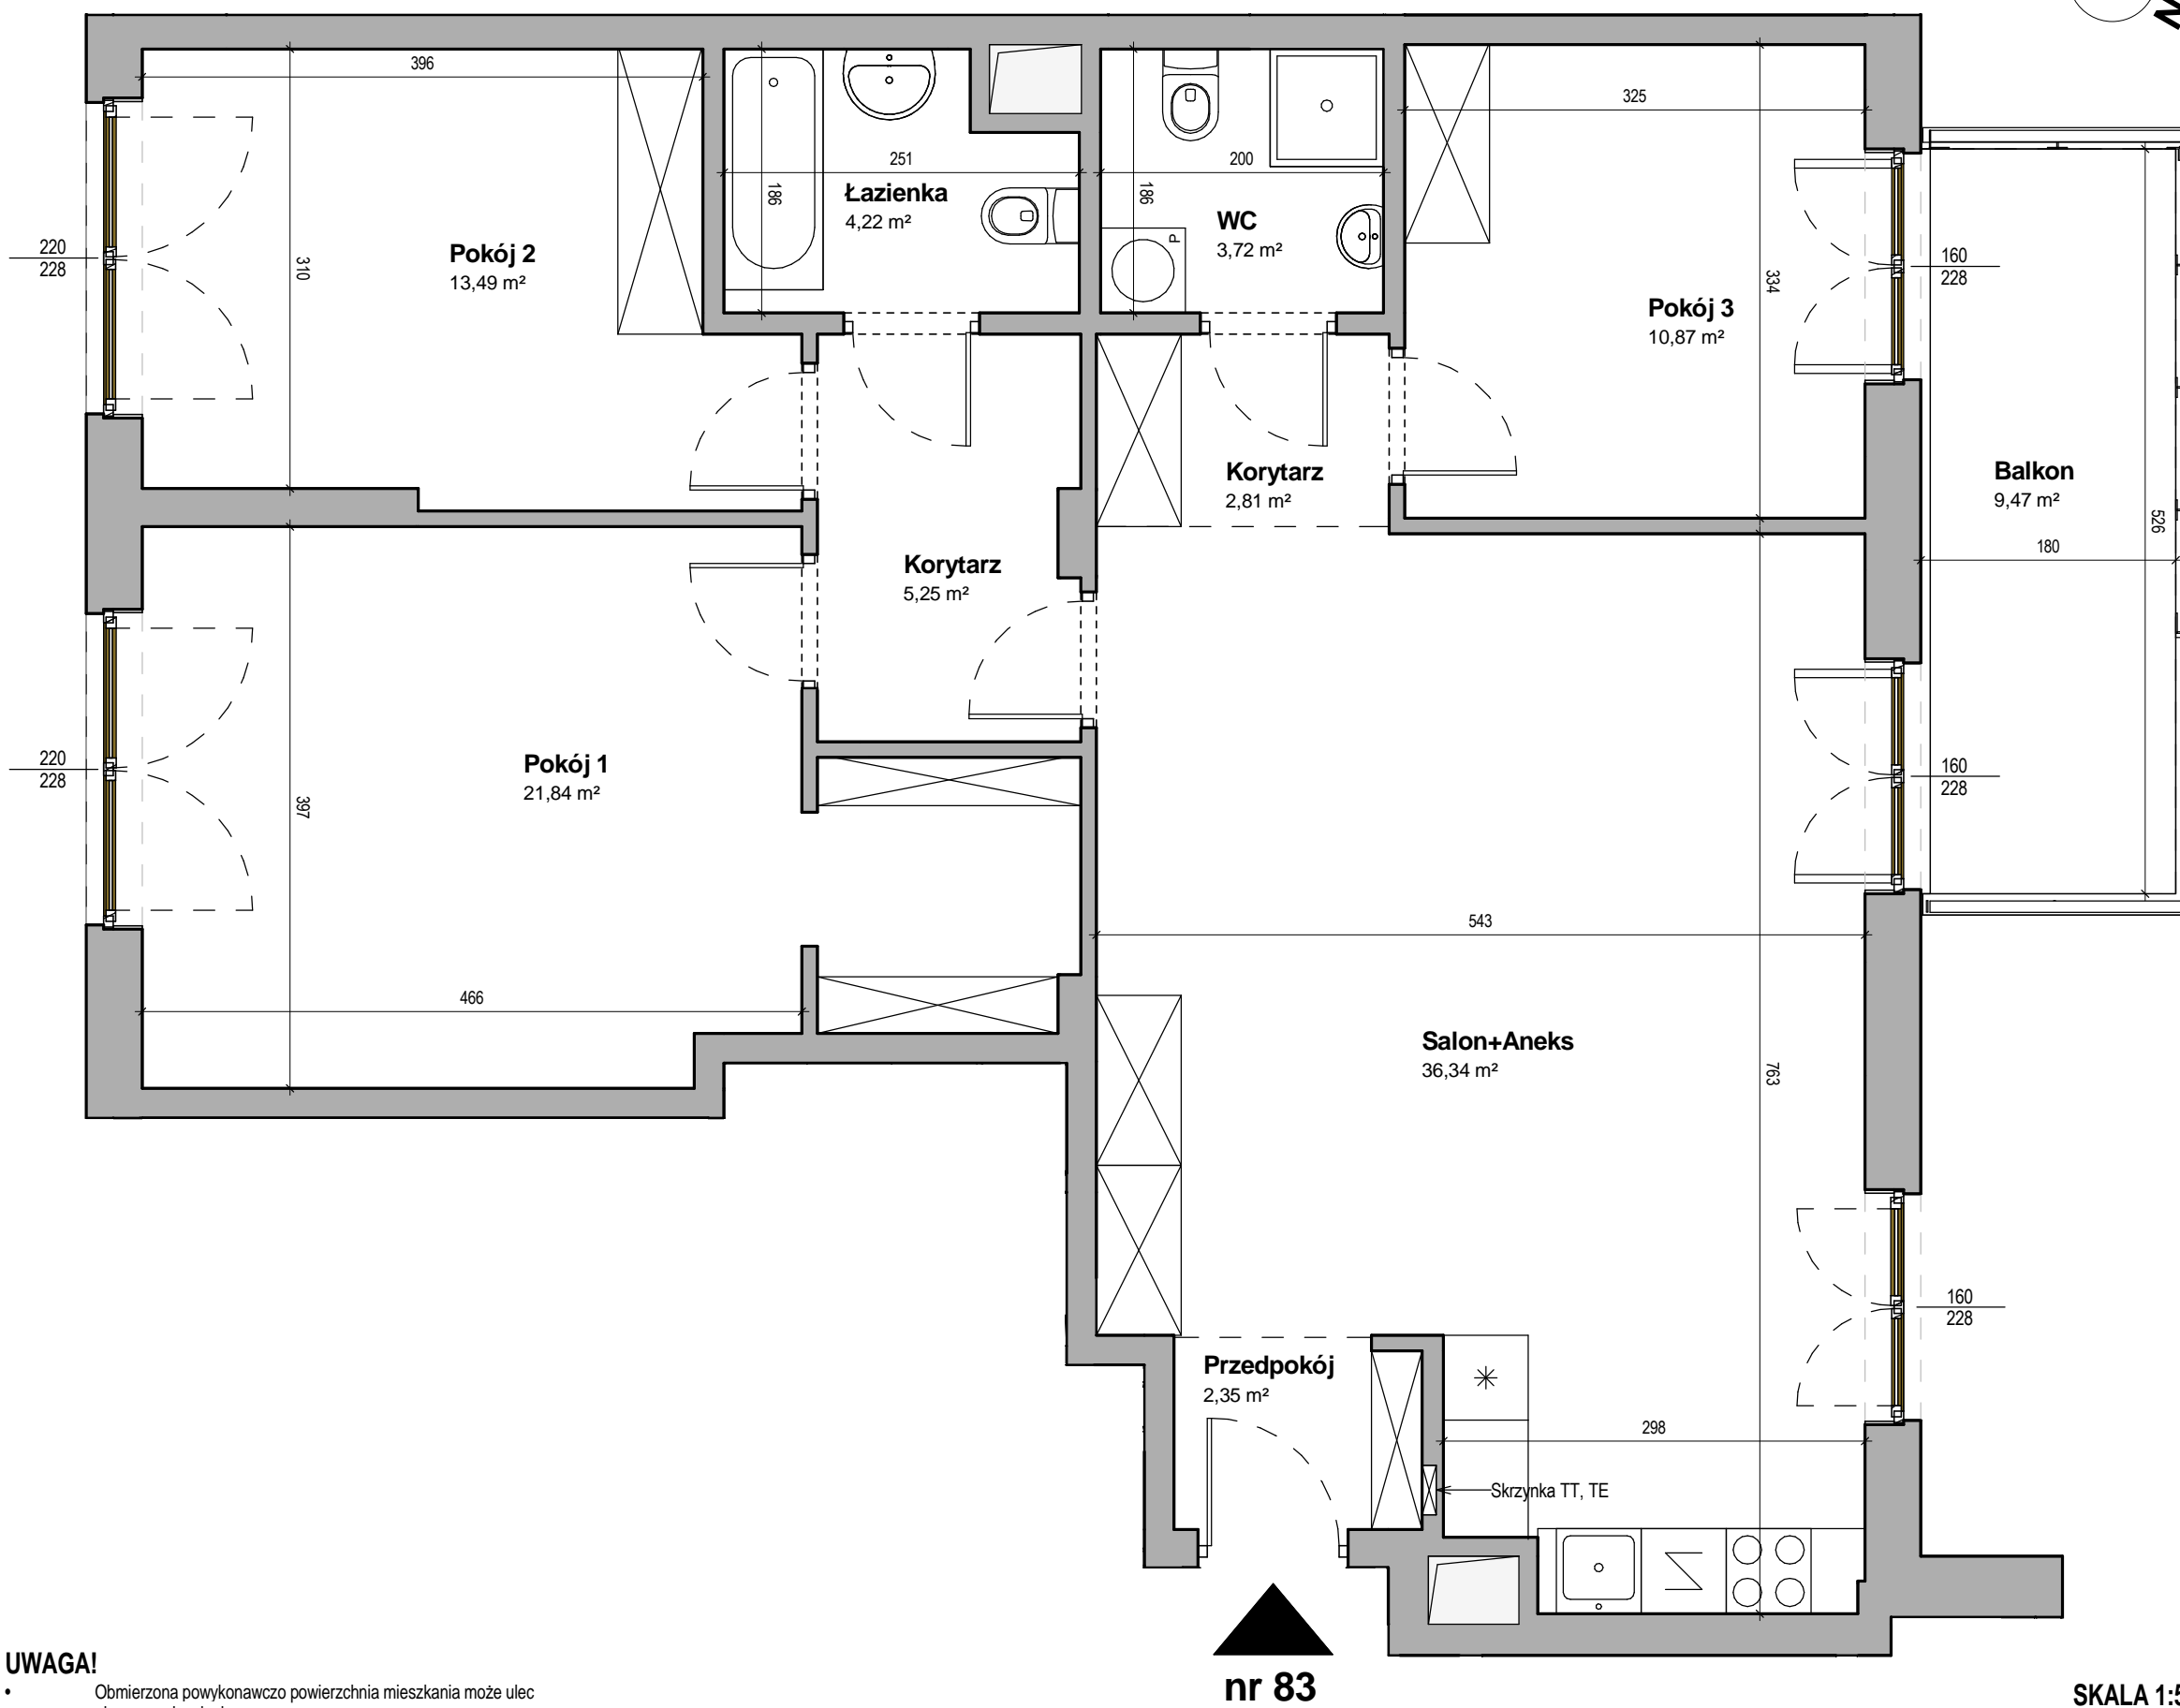 N
396
Pokój 2
13,49 m²
310
220
228
251
186
Łazienka
4,22 m²
200
186
WC
3,72 m²
P
325
334
Pokój 3
10,87 m²
160
228
Korytarz
2,81 m²
Balkon
9,47 m²
526
180
Korytarz
5,25 m²
Pokój 1
21,84 m²
220
228
397
466
160
228
543
Salon+Aneks
36,34 m²
763
160
228
Przedpokój
2,35 m²
298
Skrzynka TT, TE
nr 83
UWAGA!
• Obmierzona powykonawczo powierzchnia mieszkania może ulec
SKALA 1:5